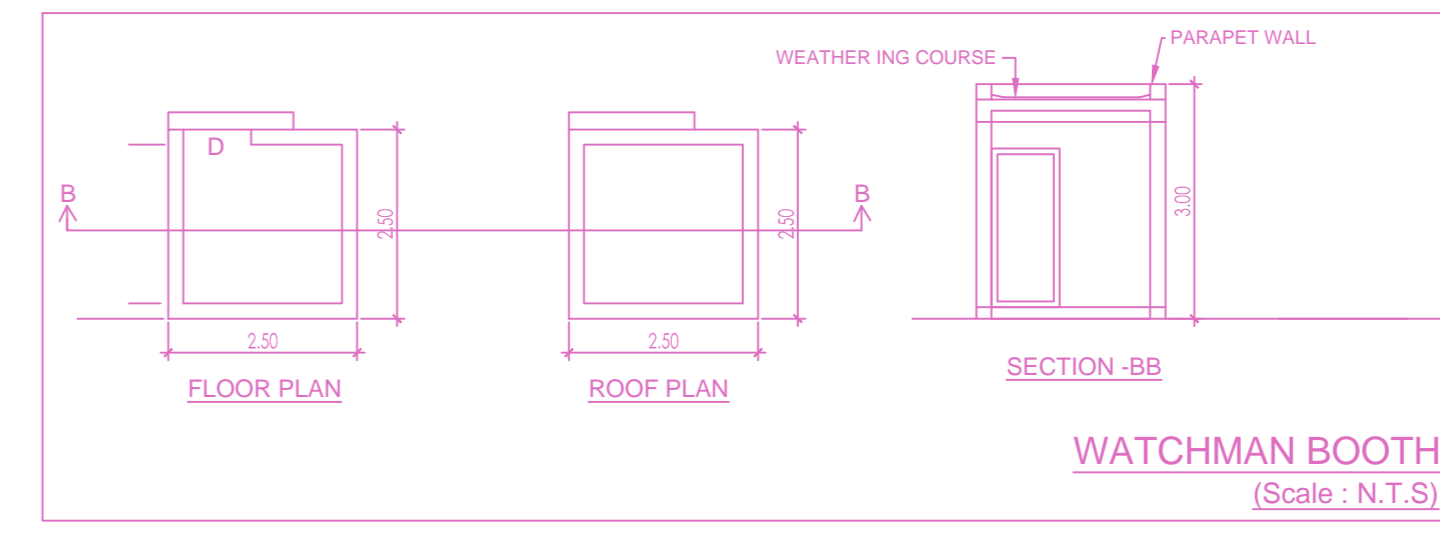 WEATHER ING COURSE
PARAPET WALL
D
B
B
2.50
2.50
3.00
2.50
2.50
FLOOR PLAN
ROOF PLAN
SECTION -BB
WATCHMAN BOOTH
(Scale : N.T.S)